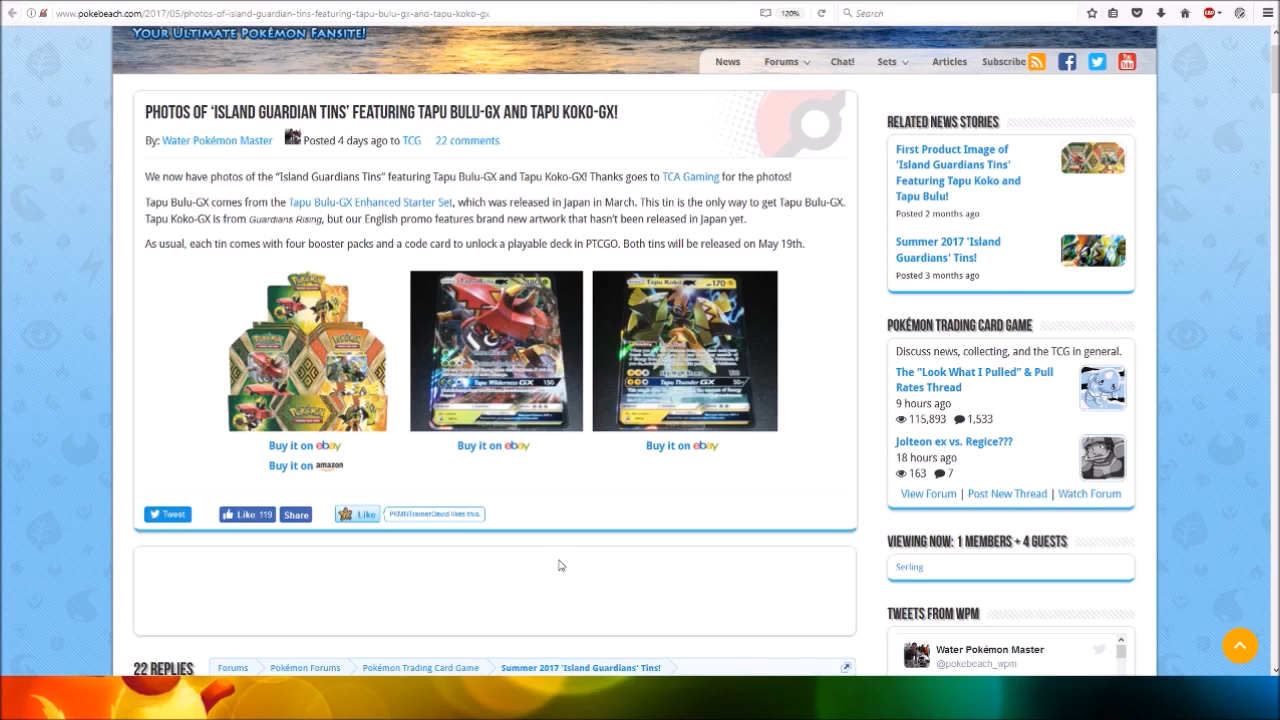 www.pokebeach.com/2017/05/photos-of-island-guardian-tins-featuring-tapu-bulu-gx-and-tapu-koko-gx
120%
Search
YOUR ULTIMATE POKÉMON FANSITE!
News Forums Chat! Sets Articles Subscribe
PHOTOS OF ‘ISLAND GUARDIAN TINS’ FEATURING TAPU BULU-GX AND TAPU KOKO-GX!
By: Water Pokémon Master Posted 4 days ago to TCG 22 comments
We now have photos of the “Island Guardians Tins” featuring Tapu Bulu-GX and Tapu Koko-GX! Thanks goes to TCA Gaming for the photos!
Tapu Bulu-GX comes from the Tapu Bulu-GX Enhanced Starter Set, which was released in Japan in March. This tin is the only way to get Tapu Bulu-GX.
Tapu Koko-GX is from Guardians Rising, but our English promo features brand new artwork that hasn’t been released in Japan yet.
As usual, each tin comes with four booster packs and a code card to unlock a playable deck in PTCGO. Both tins will be released on May 19th.
POKÉMON
Tapu Wilderness GX 150
Tapu Koko GX 170
Tapu Thunder GX 50
Buy it on ebay
Buy it on amazon
Buy it on ebay
Buy it on ebay
Tweet
Like 119
Share
Like
PKMNTrainerDavid likes this.
22 REPLIES
Forums Pokémon Forums Pokémon Trading Card Game Summer 2017 'Island Guardians' Tins!
RELATED NEWS STORIES
First Product Image of
'Island Guardians Tins'
Featuring Tapu Koko and
Tapu Bulu!
Posted 2 months ago
Summer 2017 'Island
Guardians' Tins!
Posted 3 months ago
POKÉMON TRADING CARD GAME
Discuss news, collecting, and the TCG in general.
The "Look What I Pulled" & Pull
Rates Thread
9 hours ago
115,893 1,533
Jolteon ex vs. Regice???
18 hours ago
163 7
View Forum | Post New Thread | Watch Forum
VIEWING NOW: 1 MEMBERS + 4 GUESTS
Serling
TWEETS FROM WPM
Water Pokémon Master
@pokebeach_wpm